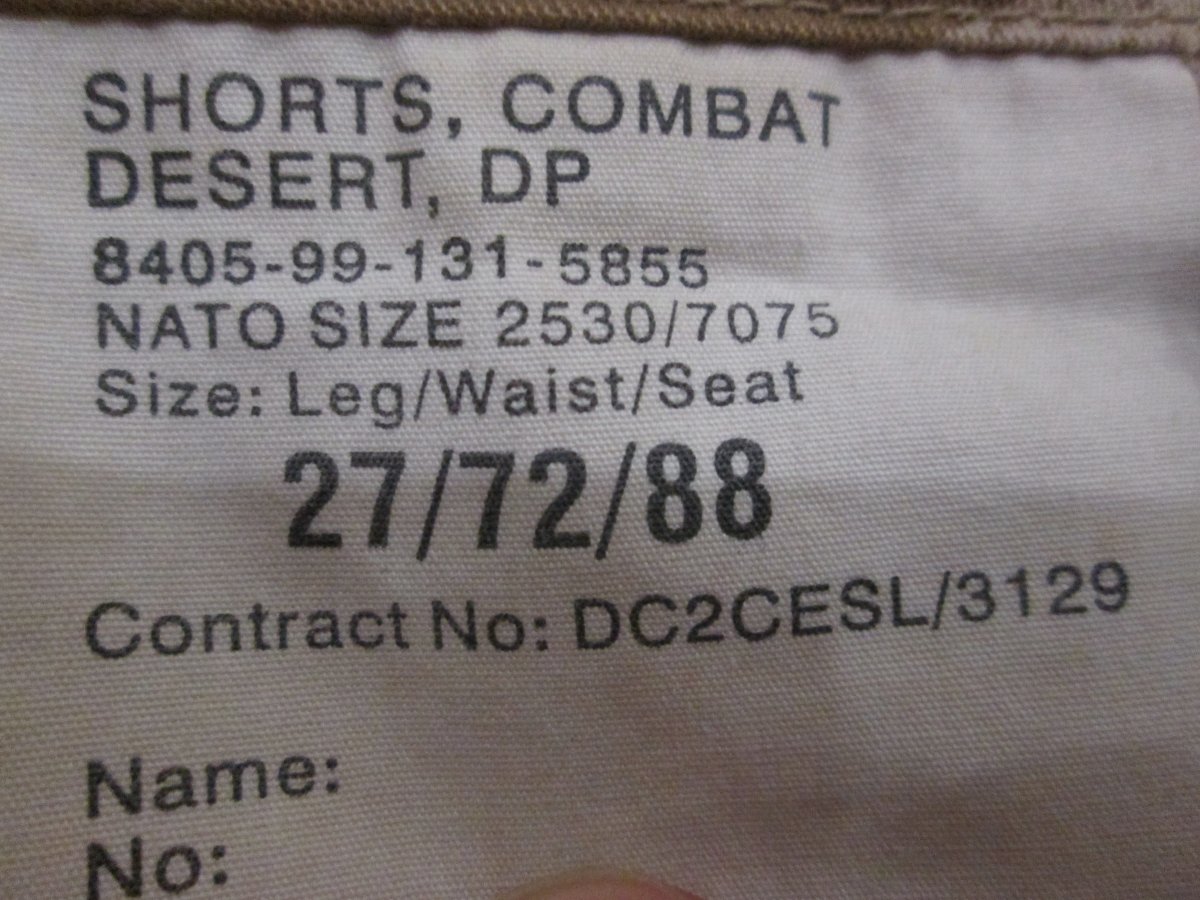 SHORTS, COMBAT
DESERT, DP
8405-99-131-5855
NATO SIZE 2530/7075
Size: Leg/Waist/Seat
27/72/88
Contract No: DC2CESL/3129
Name:
No: